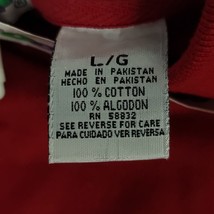 L/G
MADE IN PAKISTAN
HECHO EN PAKISTAN
100% COTTON
100% ALGODON
RN 58832
SEE REVERSE FOR CARE
PARA CUIDADO VER REVERSA